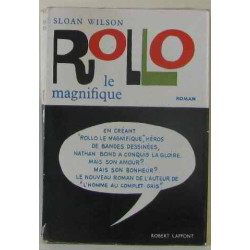 SLOAN WILSON
ROLLO
le
magnifique
ROMAN
EN CRÉANT
"ROLLO LE MAGNIFIQUE", HÉROS
DE BANDES DESSINÉES,
NATHAN BOND A CONQUIS LA GLOIRE.
MAIS SON AMOUR?
MAIS SON BONHEUR?
LE NOUVEAU ROMAN DE L'AUTEUR DE
"L'HOMME AU COMPLET GRIS"
ROBERT LAFFONT